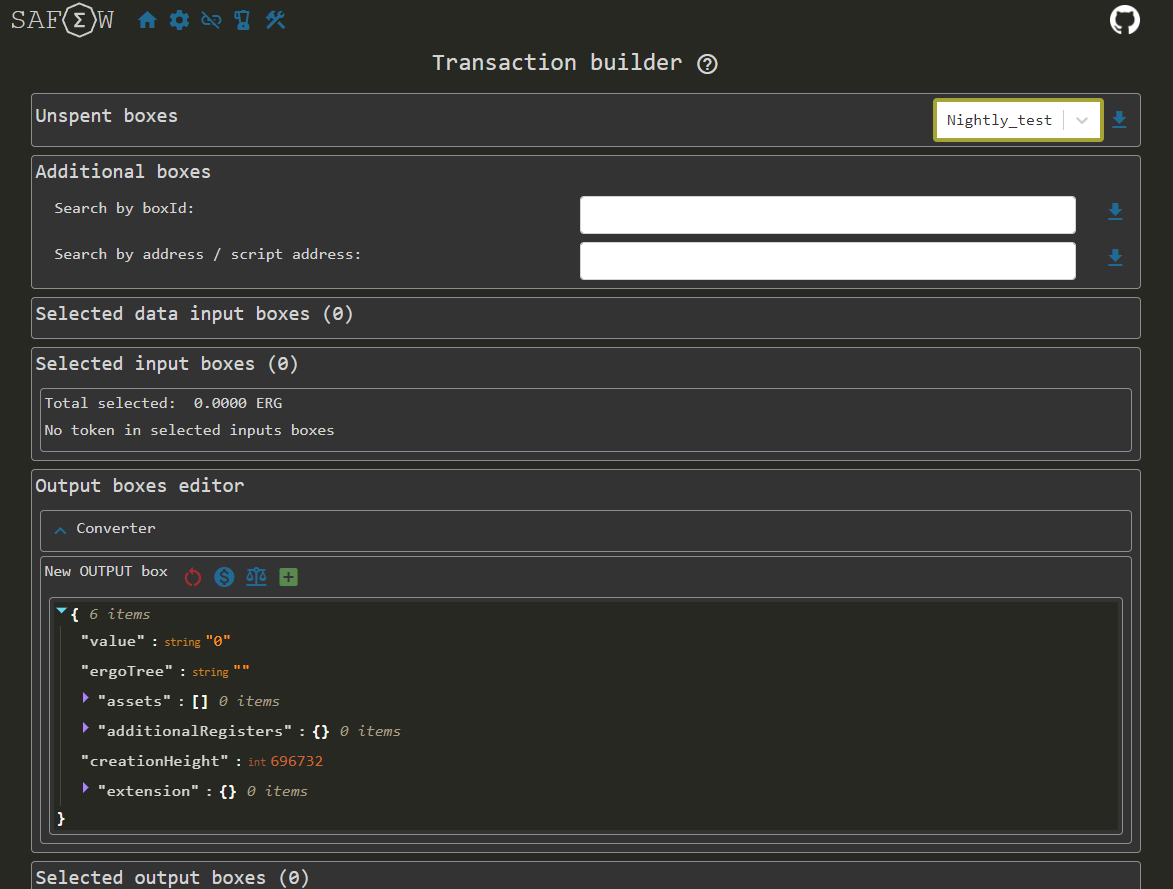 SAFΣW
Transaction builder
Unspent boxes
Nightly_test
Additional boxes
Search by boxId:
Search by address / script address:
Selected data input boxes (0)
Selected input boxes (0)
Total selected: 0.0000 ERG
No token in selected inputs boxes
Output boxes editor
Converter
New OUTPUT box
{ 6 items
"value" : string "0"
"ergoTree" : string ""
"assets" : [] 0 items
"additionalRegisters" : {} 0 items
"creationHeight" : int 696732
"extension" : {} 0 items
}
Selected output boxes (0)